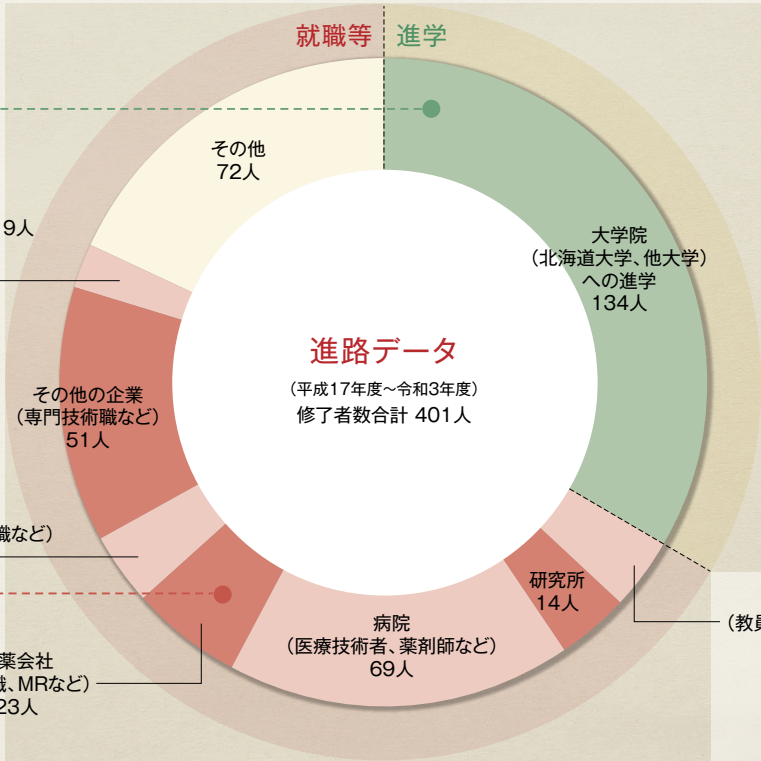 就職等 進学
その他
72人
9人
大学院
(北海道大学、他大学)
への進学
134人
進路データ
(平成17年度~令和3年度)
修了者数合計 401人
その他の企業
(専門技術職など)
51人
職など)
研究所
14人
病院
(医療技術者、薬剤師など)
69人
(教員
薬会社
職、MRなど)
23人